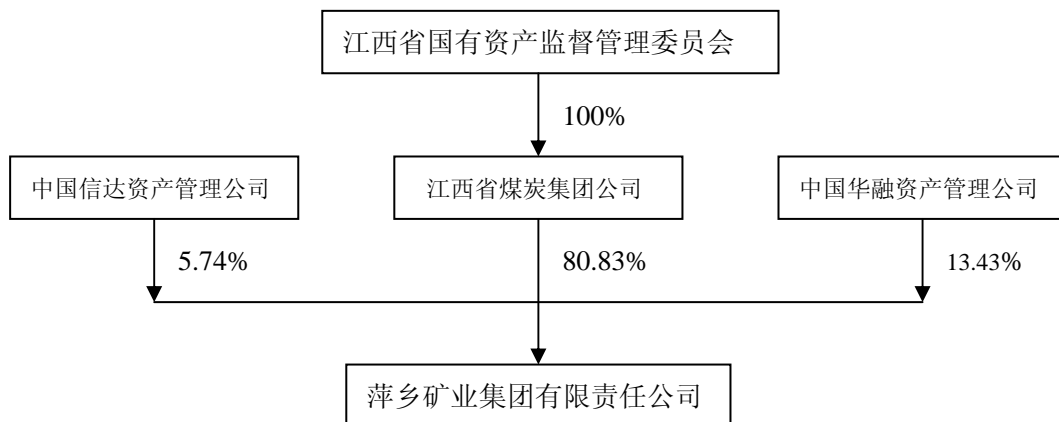 江西省国有资产监督管理委员会
100%
中国信达资产管理公司
江西省煤炭集团公司
中国华融资产管理公司
5.74%
80.83%
13.43%
萍乡矿业集团有限责任公司